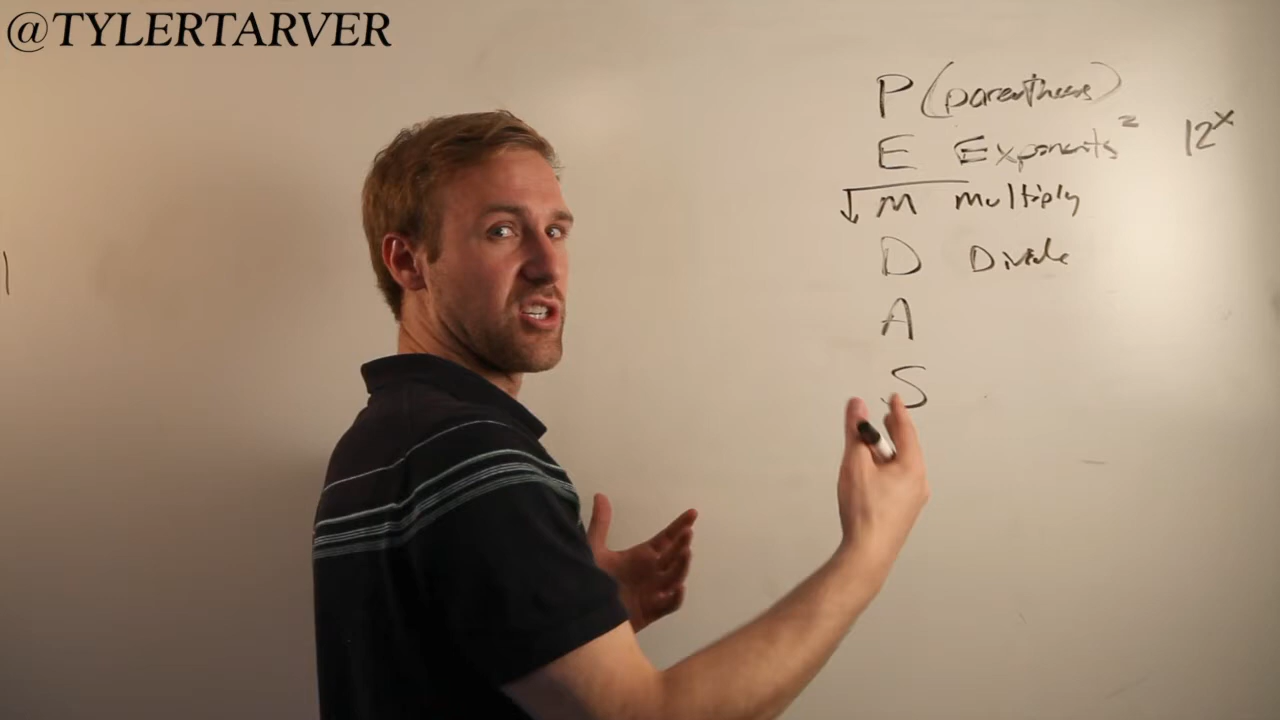 @TYLERTARVER
P (parentheses)
E Exponents² 12ˣ
M multiply
D Divide
A
S